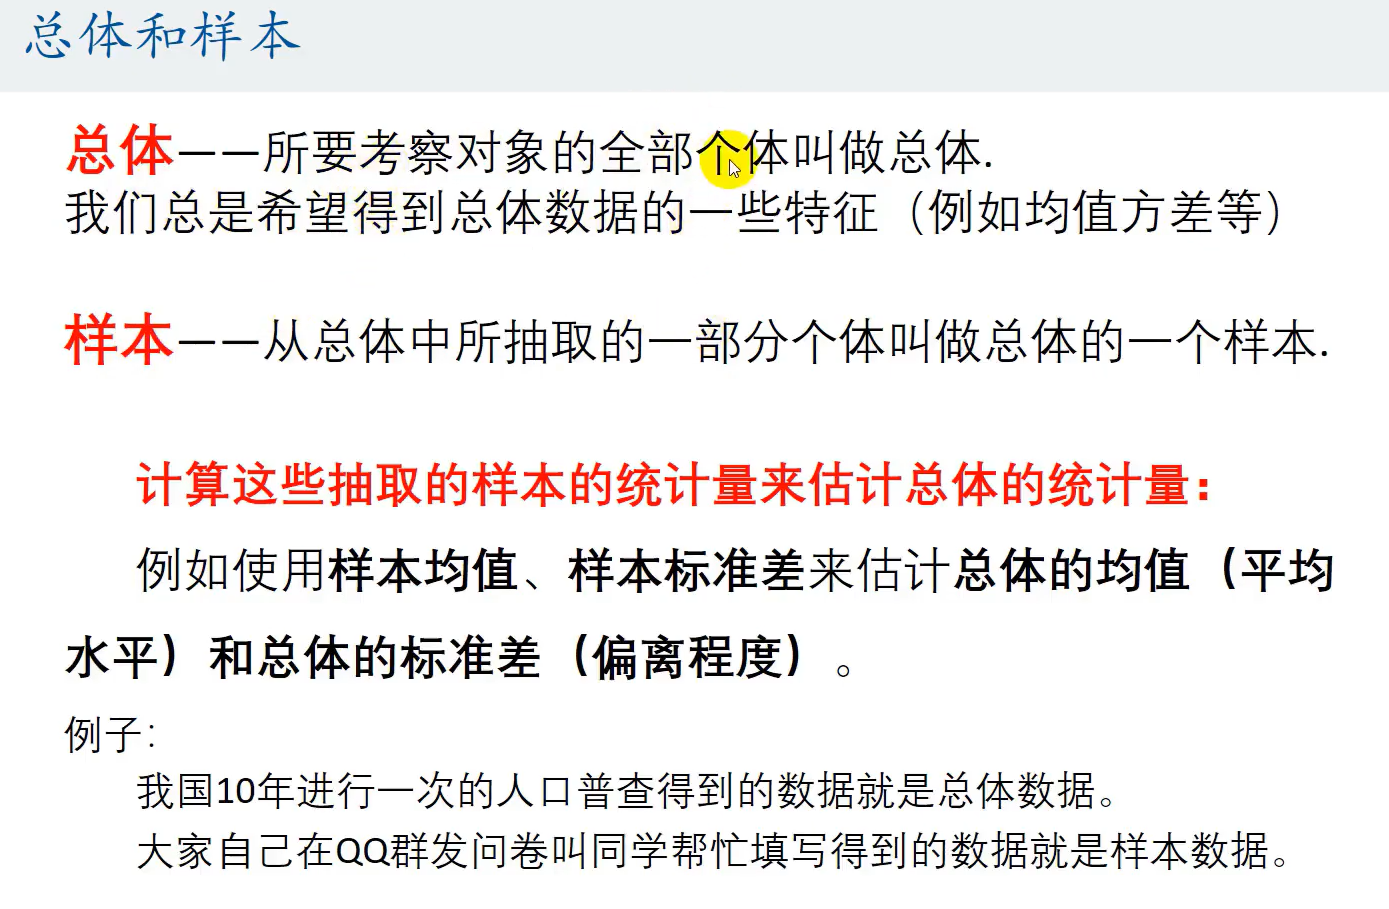 总体和样本
总体——所要考察对象的全部个体叫做总体.
我们总是希望得到总体数据的一些特征（例如均值方差等）
样本——从总体中所抽取的一部分个体叫做总体的一个样本.
计算这些抽取的样本的统计量来估计总体的统计量：
例如使用样本均值、样本标准差来估计总体的均值（平均
水平）和总体的标准差（偏离程度）。
例子：
我国10年进行一次的人口普查得到的数据就是总体数据。
大家自己在QQ群发问卷叫同学帮忙填写得到的数据就是样本数据。